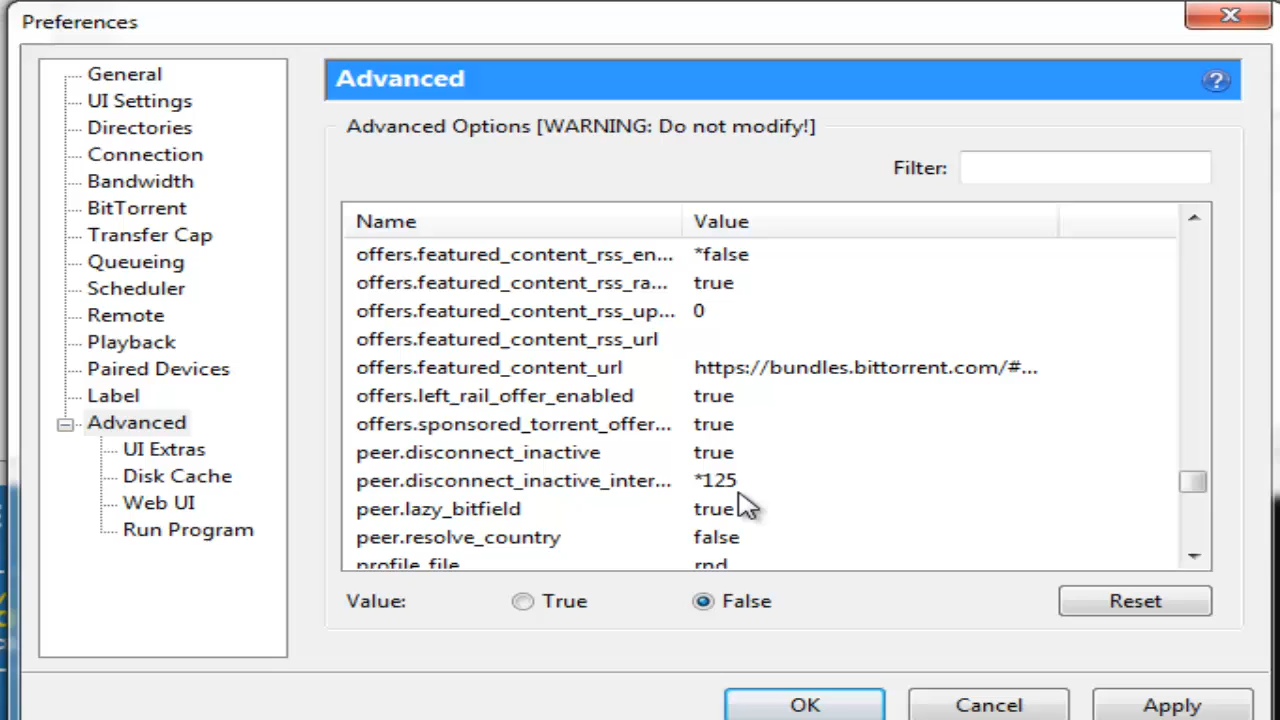 Preferences
General
UI Settings
Directories
Connection
Bandwidth
BitTorrent
Transfer Cap
Queueing
Scheduler
Remote
Playback
Paired Devices
Label
Advanced
UI Extras
Disk Cache
Web UI
Run Program
Advanced
Advanced Options [WARNING: Do not modify!]
Filter:
Name Value
offers.featured_content_rss_en... *false
offers.featured_content_rss_ra... true
offers.featured_content_rss_up... 0
offers.featured_content_rss_url
offers.featured_content_url https://bundles.bittorrent.com/#...
offers.left_rail_offer_enabled true
offers.sponsored_torrent_offer... true
peer.disconnect_inactive true
peer.disconnect_inactive_inter... *125
peer.lazy_bitfield true
peer.resolve_country false
profile_file rnd
Value: True False Reset
OK Cancel Apply